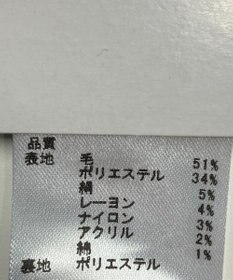 品質
表地 毛 51%
ポリエステル 34%
絹 5%
レーヨン 4%
ナイロン 3%
アクリル 2%
綿 1%
裏地 ポリエステル